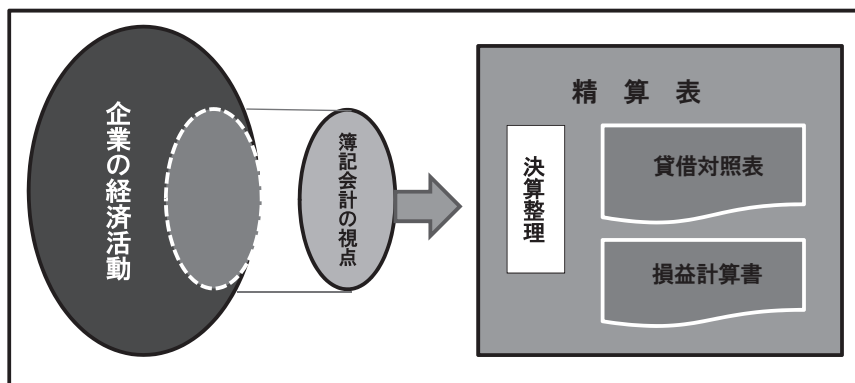 企業の経済活動
簿記会計の視点
精算表
決算整理
貸借対照表
損益計算書